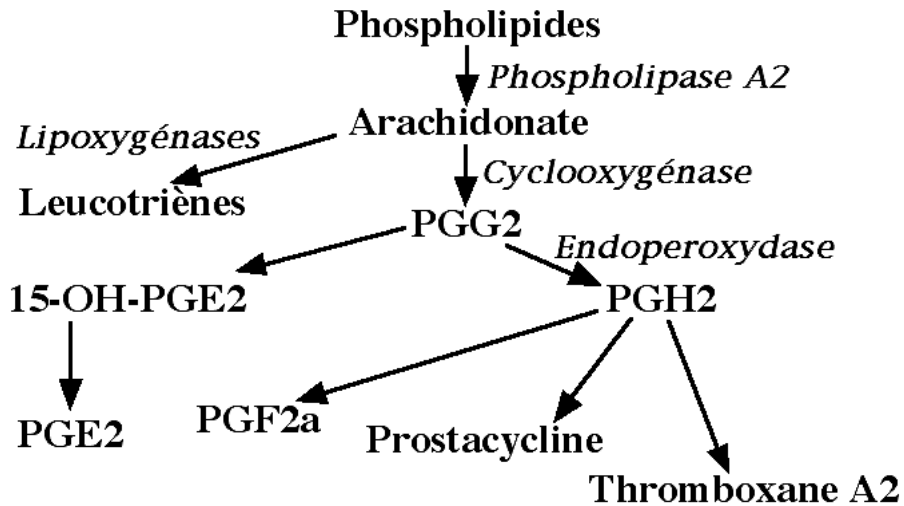 Phospholipides
Phospholipase A2
Arachidonate
Lipoxygénases
Cyclooxygénase
Leucotriènes
PGG2
Endoperoxydase
15-OH-PGE2
PGH2
PGF2a
PGE2
Prostacycline
Thromboxane A2